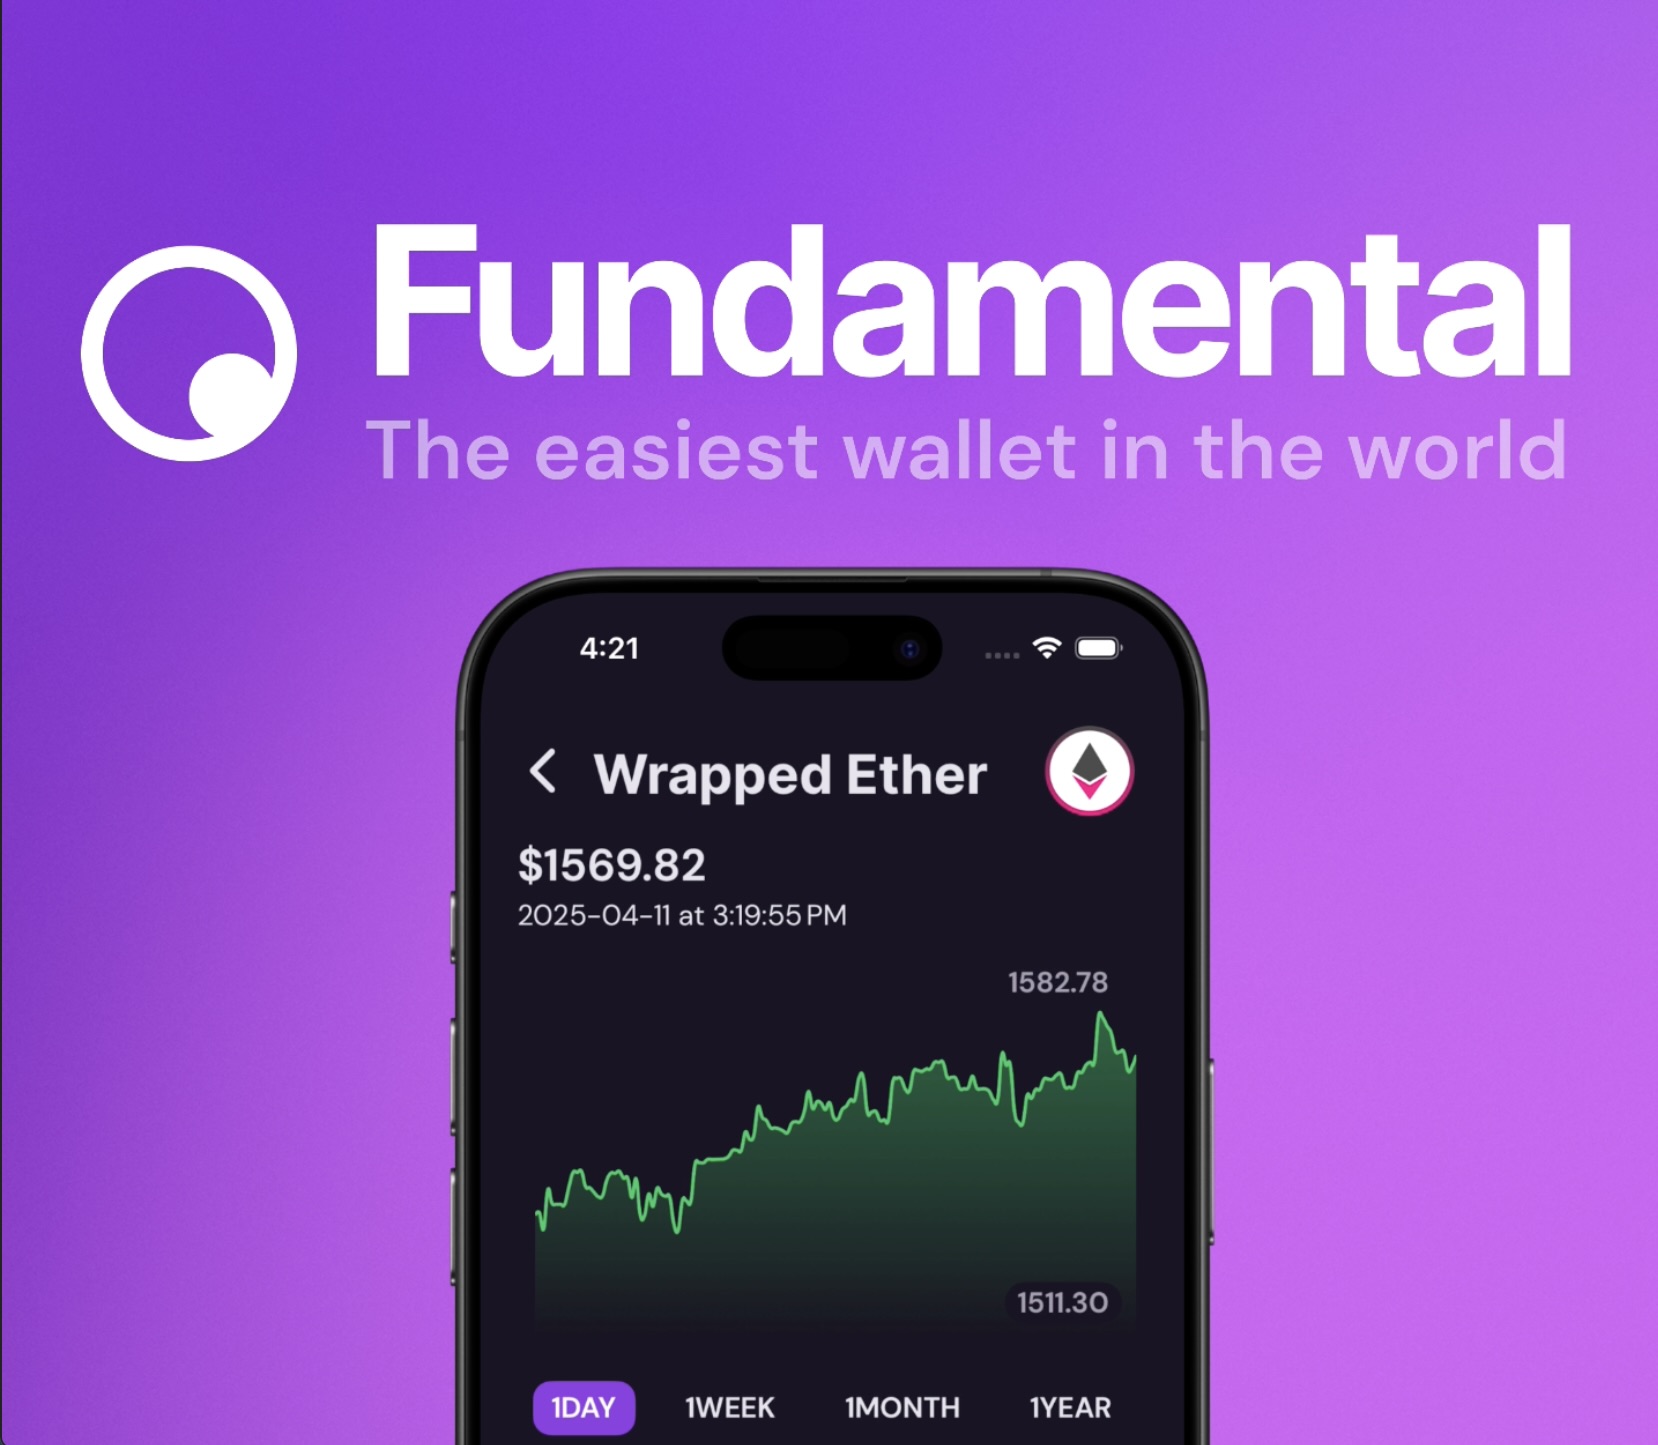 Fundamental
The easiest wallet in the world
4:21
Wrapped Ether
$1569.82
2025-04-11 at 3:19:55 PM
1582.78
1511.30
1DAY 1WEEK 1MONTH 1YEAR